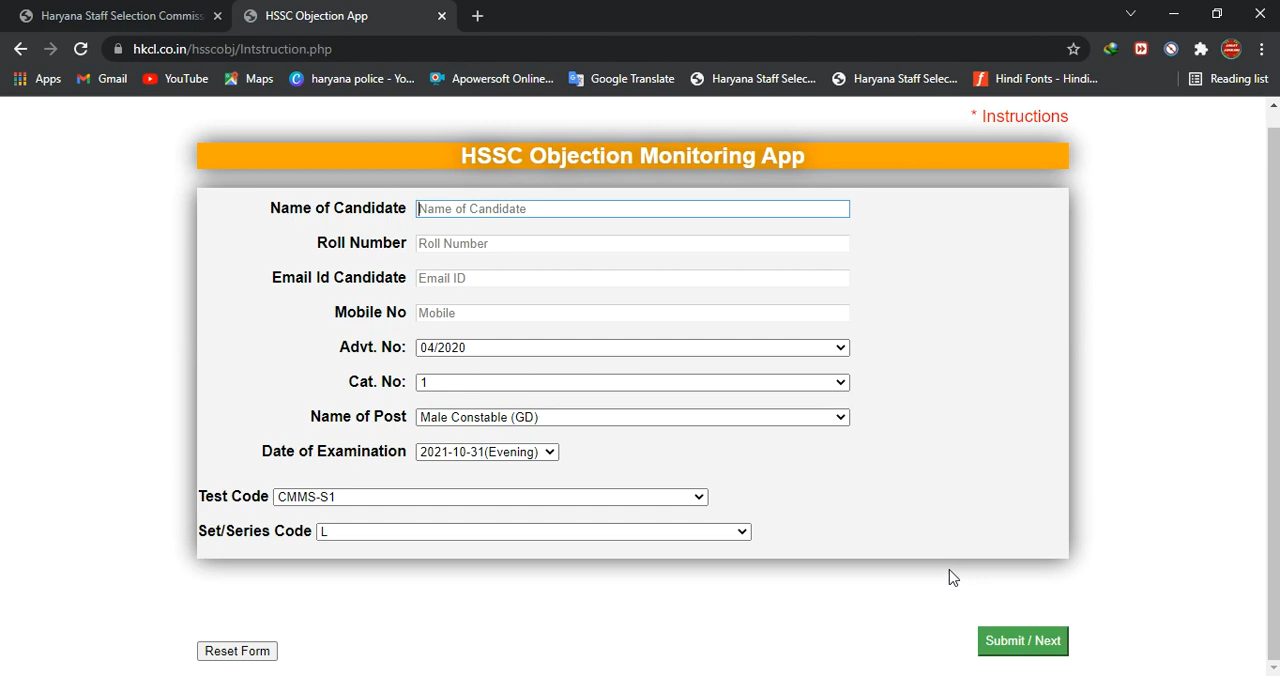 Haryana Staff Selection Commiss
HSSC Objection App
hkcl.co.in/hsscobj/Intstruction.php
Apps Gmail YouTube Maps haryana police - Yo... Apowersoft Online... Google Translate Haryana Staff Selec... Haryana Staff Selec... Hindi Fonts - Hindi... Reading list
* Instructions
HSSC Objection Monitoring App
Name of Candidate Name of Candidate
Roll Number Roll Number
Email Id Candidate Email ID
Mobile No Mobile
Advt. No: 04/2020
Cat. No: 1
Name of Post Male Constable (GD)
Date of Examination 2021-10-31(Evening)
Test Code CMMS-S1
Set/Series Code L
Reset Form Submit / Next